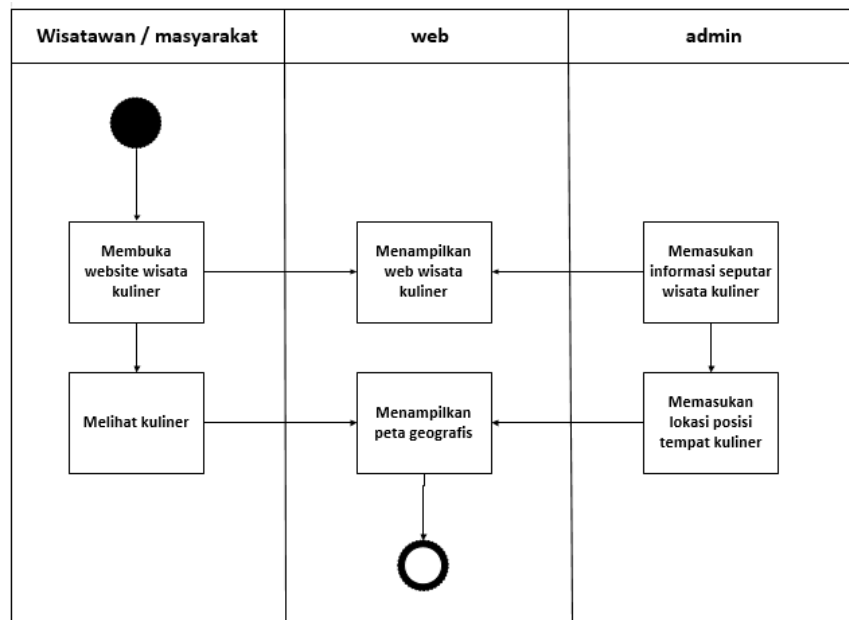 Wisatawan / masyarakat
web
admin
Membuka
website wisata
kuliner
Menampilkan
web wisata
kuliner
Memasukan
informasi seputar
wisata kuliner
Melihat kuliner
Menampilkan
peta geografis
Memasukan
lokasi posisi
tempat kuliner